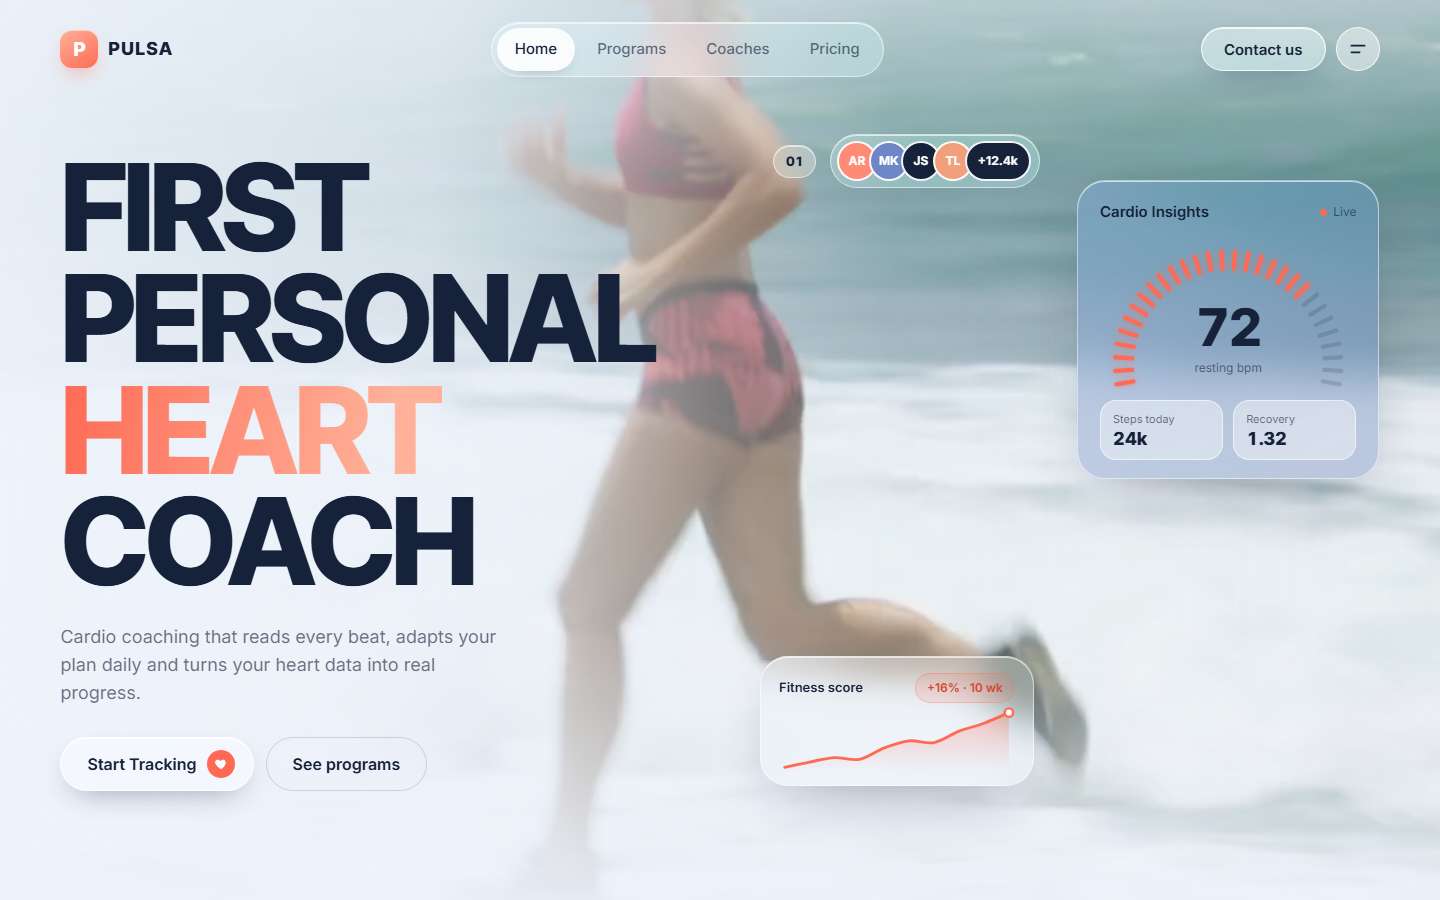 P PULSA
Home Programs Coaches Pricing
Contact us
01
AR MK JS TL +12.4k
FIRST
PERSONAL
HEART
COACH
Cardio coaching that reads every beat, adapts your
plan daily and turns your heart data into real
progress.
Start Tracking
See programs
Cardio Insights
Live
72
resting bpm
Steps today
24k
Recovery
1.32
Fitness score
+16% · 10 wk